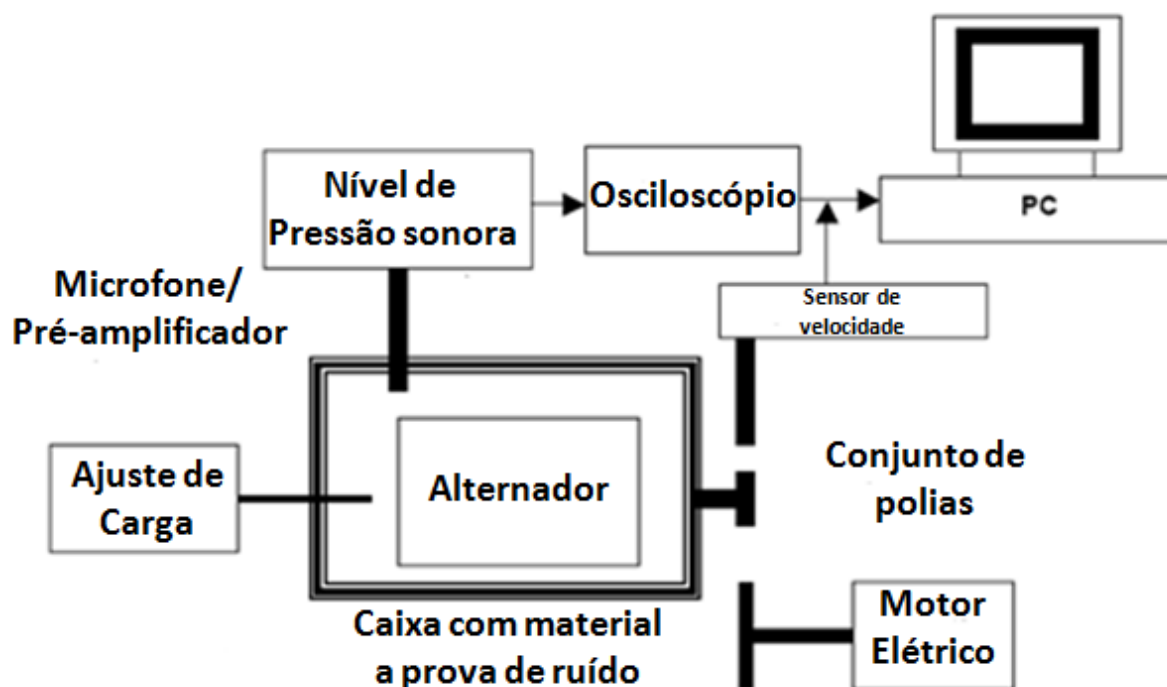 Nível de
Pressão sonora
Osciloscópio
PC
Microfone/
Pré-amplificador
Sensor de
velocidade
Ajuste de
Carga
Alternador
Conjunto de
polias
Caixa com material
a prova de ruído
Motor
Elétrico